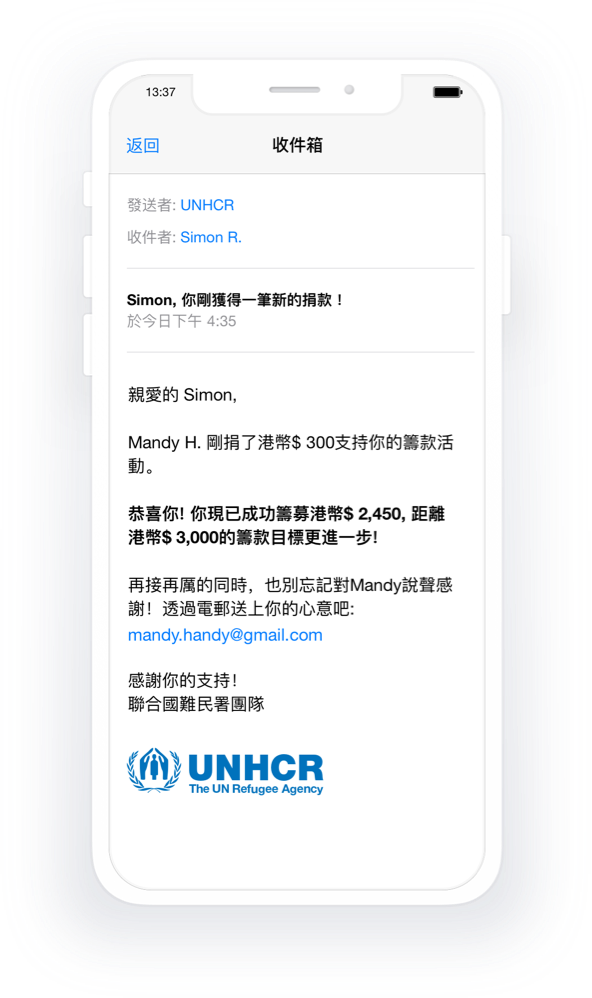 13:37
返回 收件箱
發送者: UNHCR
收件者: Simon R.
Simon, 你剛獲得一筆新的捐款！
於今日下午 4:35
親愛的 Simon,
Mandy H. 剛捐了港幣$ 300支持你的籌款活
動。
恭喜你! 你現已成功籌募港幣$ 2,450, 距離
港幣$ 3,000的籌款目標更進一步!
再接再厲的同時，也別忘記對Mandy說聲感
謝！透過電郵送上你的心意吧:
mandy.handy@gmail.com
感謝你的支持！
聯合國難民署團隊
UNHCR
The UN Refugee Agency